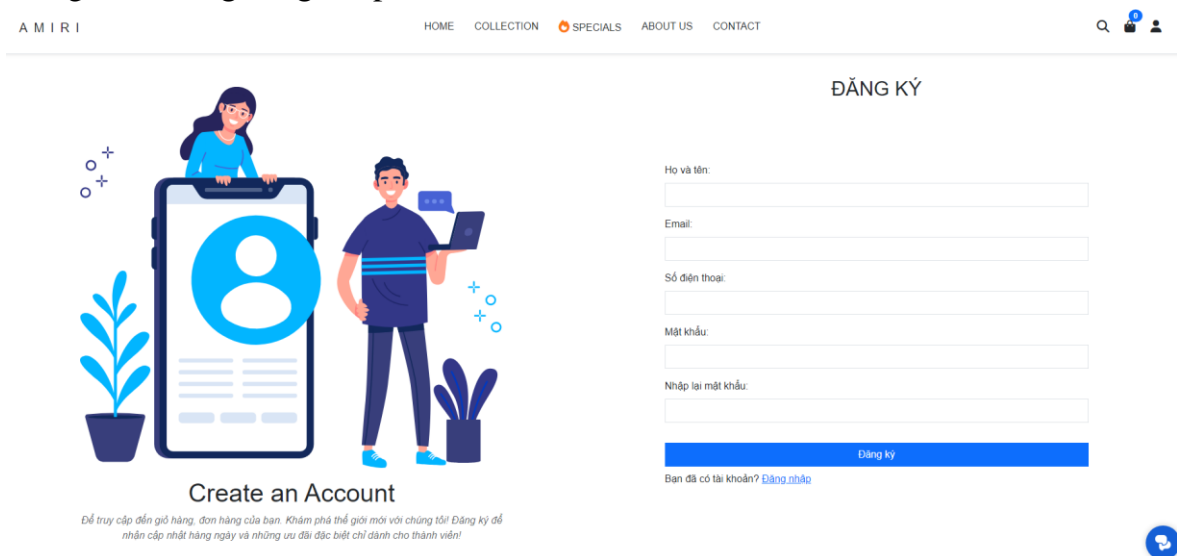 A M I R I
HOME COLLECTION SPECIALS ABOUT US CONTACT
0
ĐĂNG KÝ
Họ và tên:
Email:
Số điện thoại:
Mật khẩu:
Nhập lại mật khẩu:
Đăng ký
Bạn đã có tài khoản? Đăng nhập
Create an Account
Để truy cập đến giỏ hàng, đơn hàng của bạn. Khám phá thế giới mới với chúng tôi! Đăng ký để
nhận cập nhật hàng ngày và những ưu đãi đặc biệt chỉ dành cho thành viên!